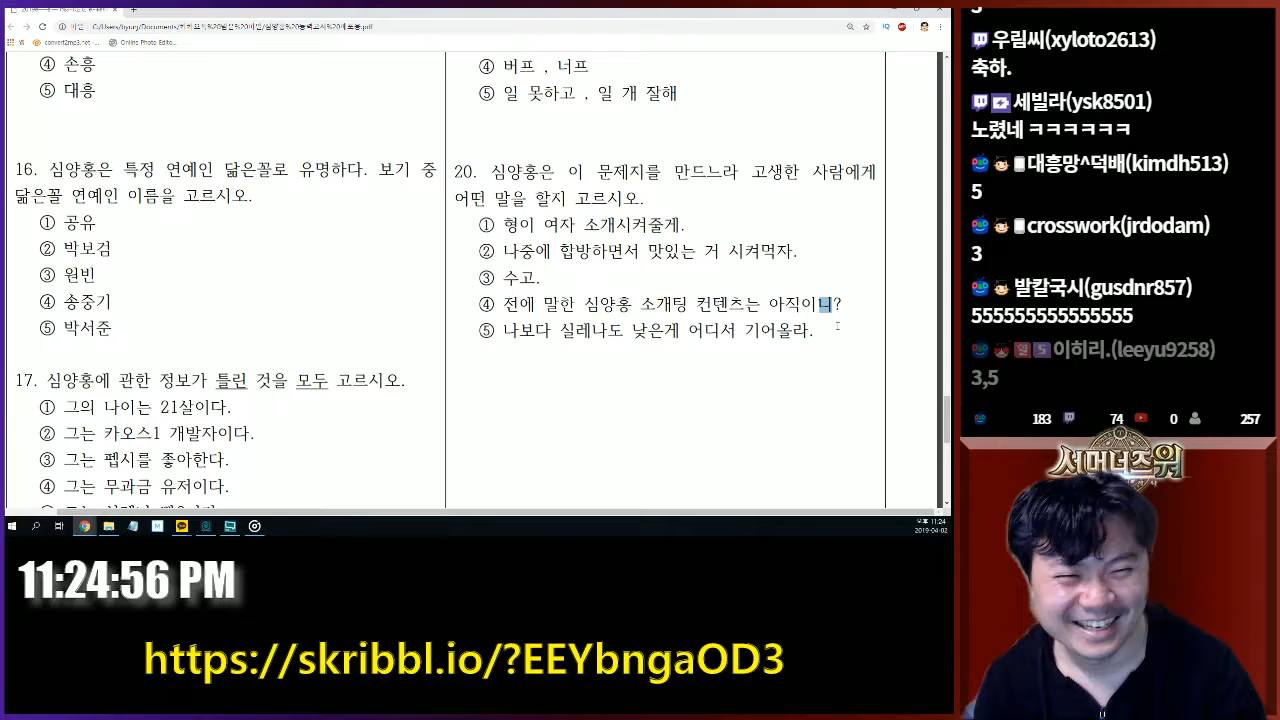 convert2mp3.net -...
Online Photo Edito...
④ 손흥
⑤ 대흥
16. 심양홍은 특정 연예인 닮은꼴로 유명하다. 보기 중
닮은꼴 연예인 이름을 고르시오.
① 공유
② 박보검
③ 원빈
④ 송중기
⑤ 박서준
17. 심양홍에 관한 정보가 틀린 것을 모두 고르시오.
① 그의 나이는 21살이다.
② 그는 카오스1 개발자이다.
③ 그는 펩시를 좋아한다.
④ 그는 무과금 유저이다.
④ 버프 , 너프
⑤ 일 못하고 , 일 개 잘해
20. 심양홍은 이 문제지를 만드느라 고생한 사람에게
어떤 말을 할지 고르시오.
① 형이 여자 소개시켜줄게.
② 나중에 합방하면서 맛있는 거 시켜먹자.
③ 수고.
④ 전에 말한 심양홍 소개팅 컨텐츠는 아직이니?
⑤ 나보다 실레나도 낮은게 어디서 기어올라.
오후 11:24
2019-04-02
11:24:56 PM
https://skribbl.io/?EEYbngaOD3
우림씨(xyloto2613)
축하.
세빌라(ysk8501)
노렸네 ㅋㅋㅋㅋㅋㅋ
대흥망^덕배(kimdh513)
5
crosswork(jrdodam)
3
발칼국시(gusdnr857)
555555555555555
열 S 이히리.(leeyu9258)
3,5
183 74 0 257
서머너즈워